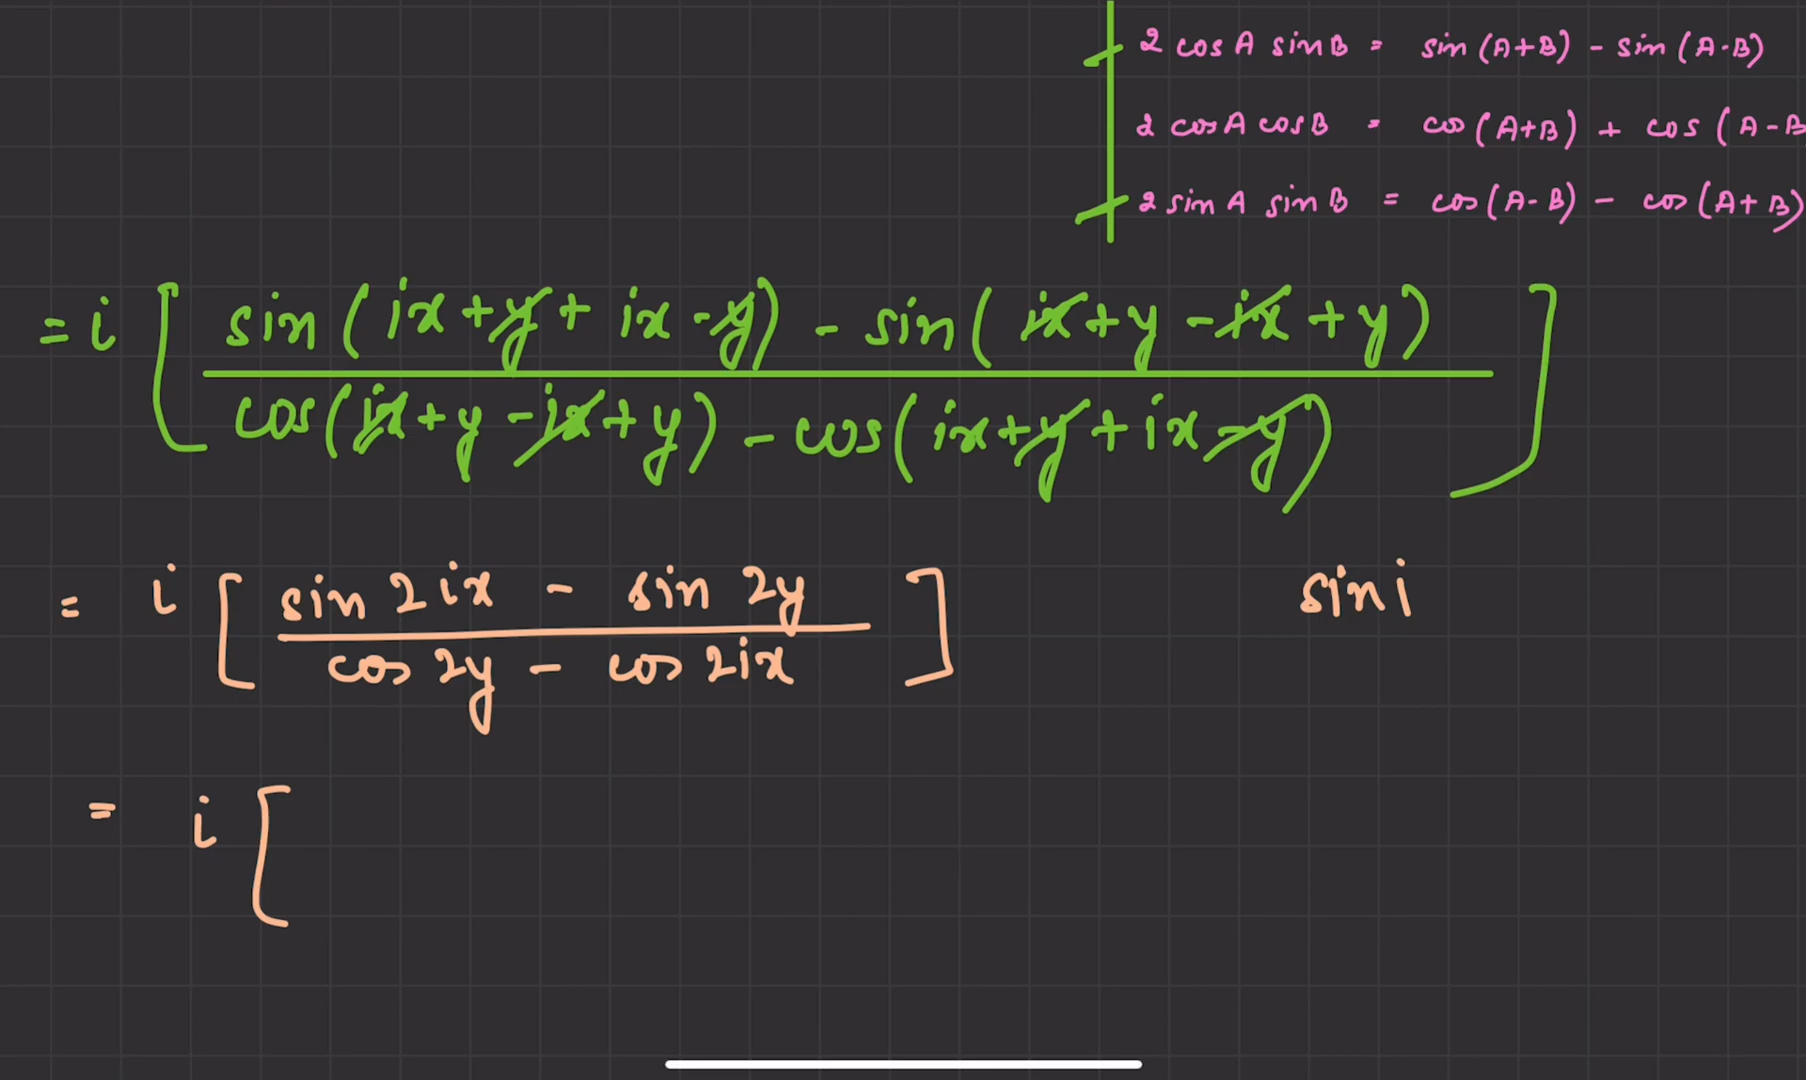 2 cos A sin B = sin (A+B) - sin (A-B)
2 cos A cos B = cos (A+B) + cos (A-B
2 sin A sin B = cos (A-B) - cos (A+B)
= i [ sin ( ix + y + ix - y ) - sin ( ix + y - ix + y ) ]
cos ( ix + y - ix + y ) - cos ( ix + y + ix - y )
= i [ sin 2ix - sin 2y ] sin i
cos 2y - cos 2ix
= i [